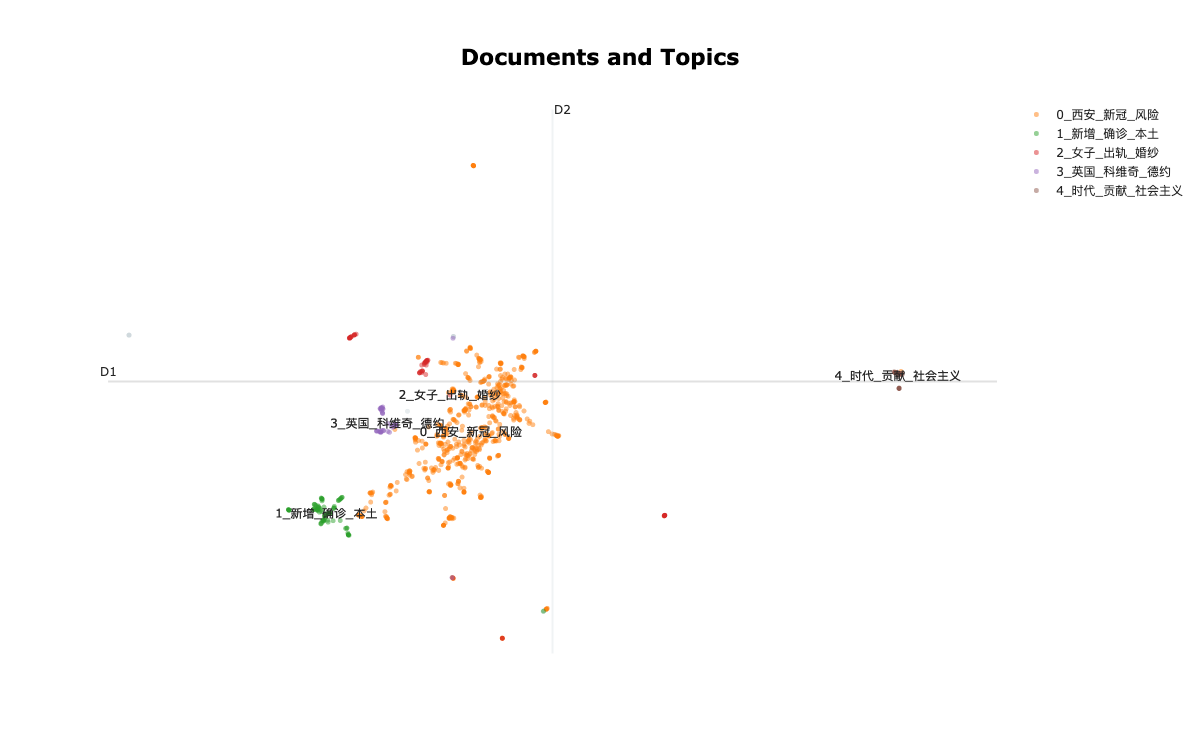 Documents and Topics
D2
0_西安_新冠_风险
1_新增_确诊_本土
2_女子_出轨_婚纱
3_英国_科维奇_德约
4_时代_贡献_社会主义
D1
4_时代_贡献_社会主义
2_女子_出轨_婚纱
3_英国_科维奇_德约
0_西安_新冠_风险
1_新增_确诊_本土